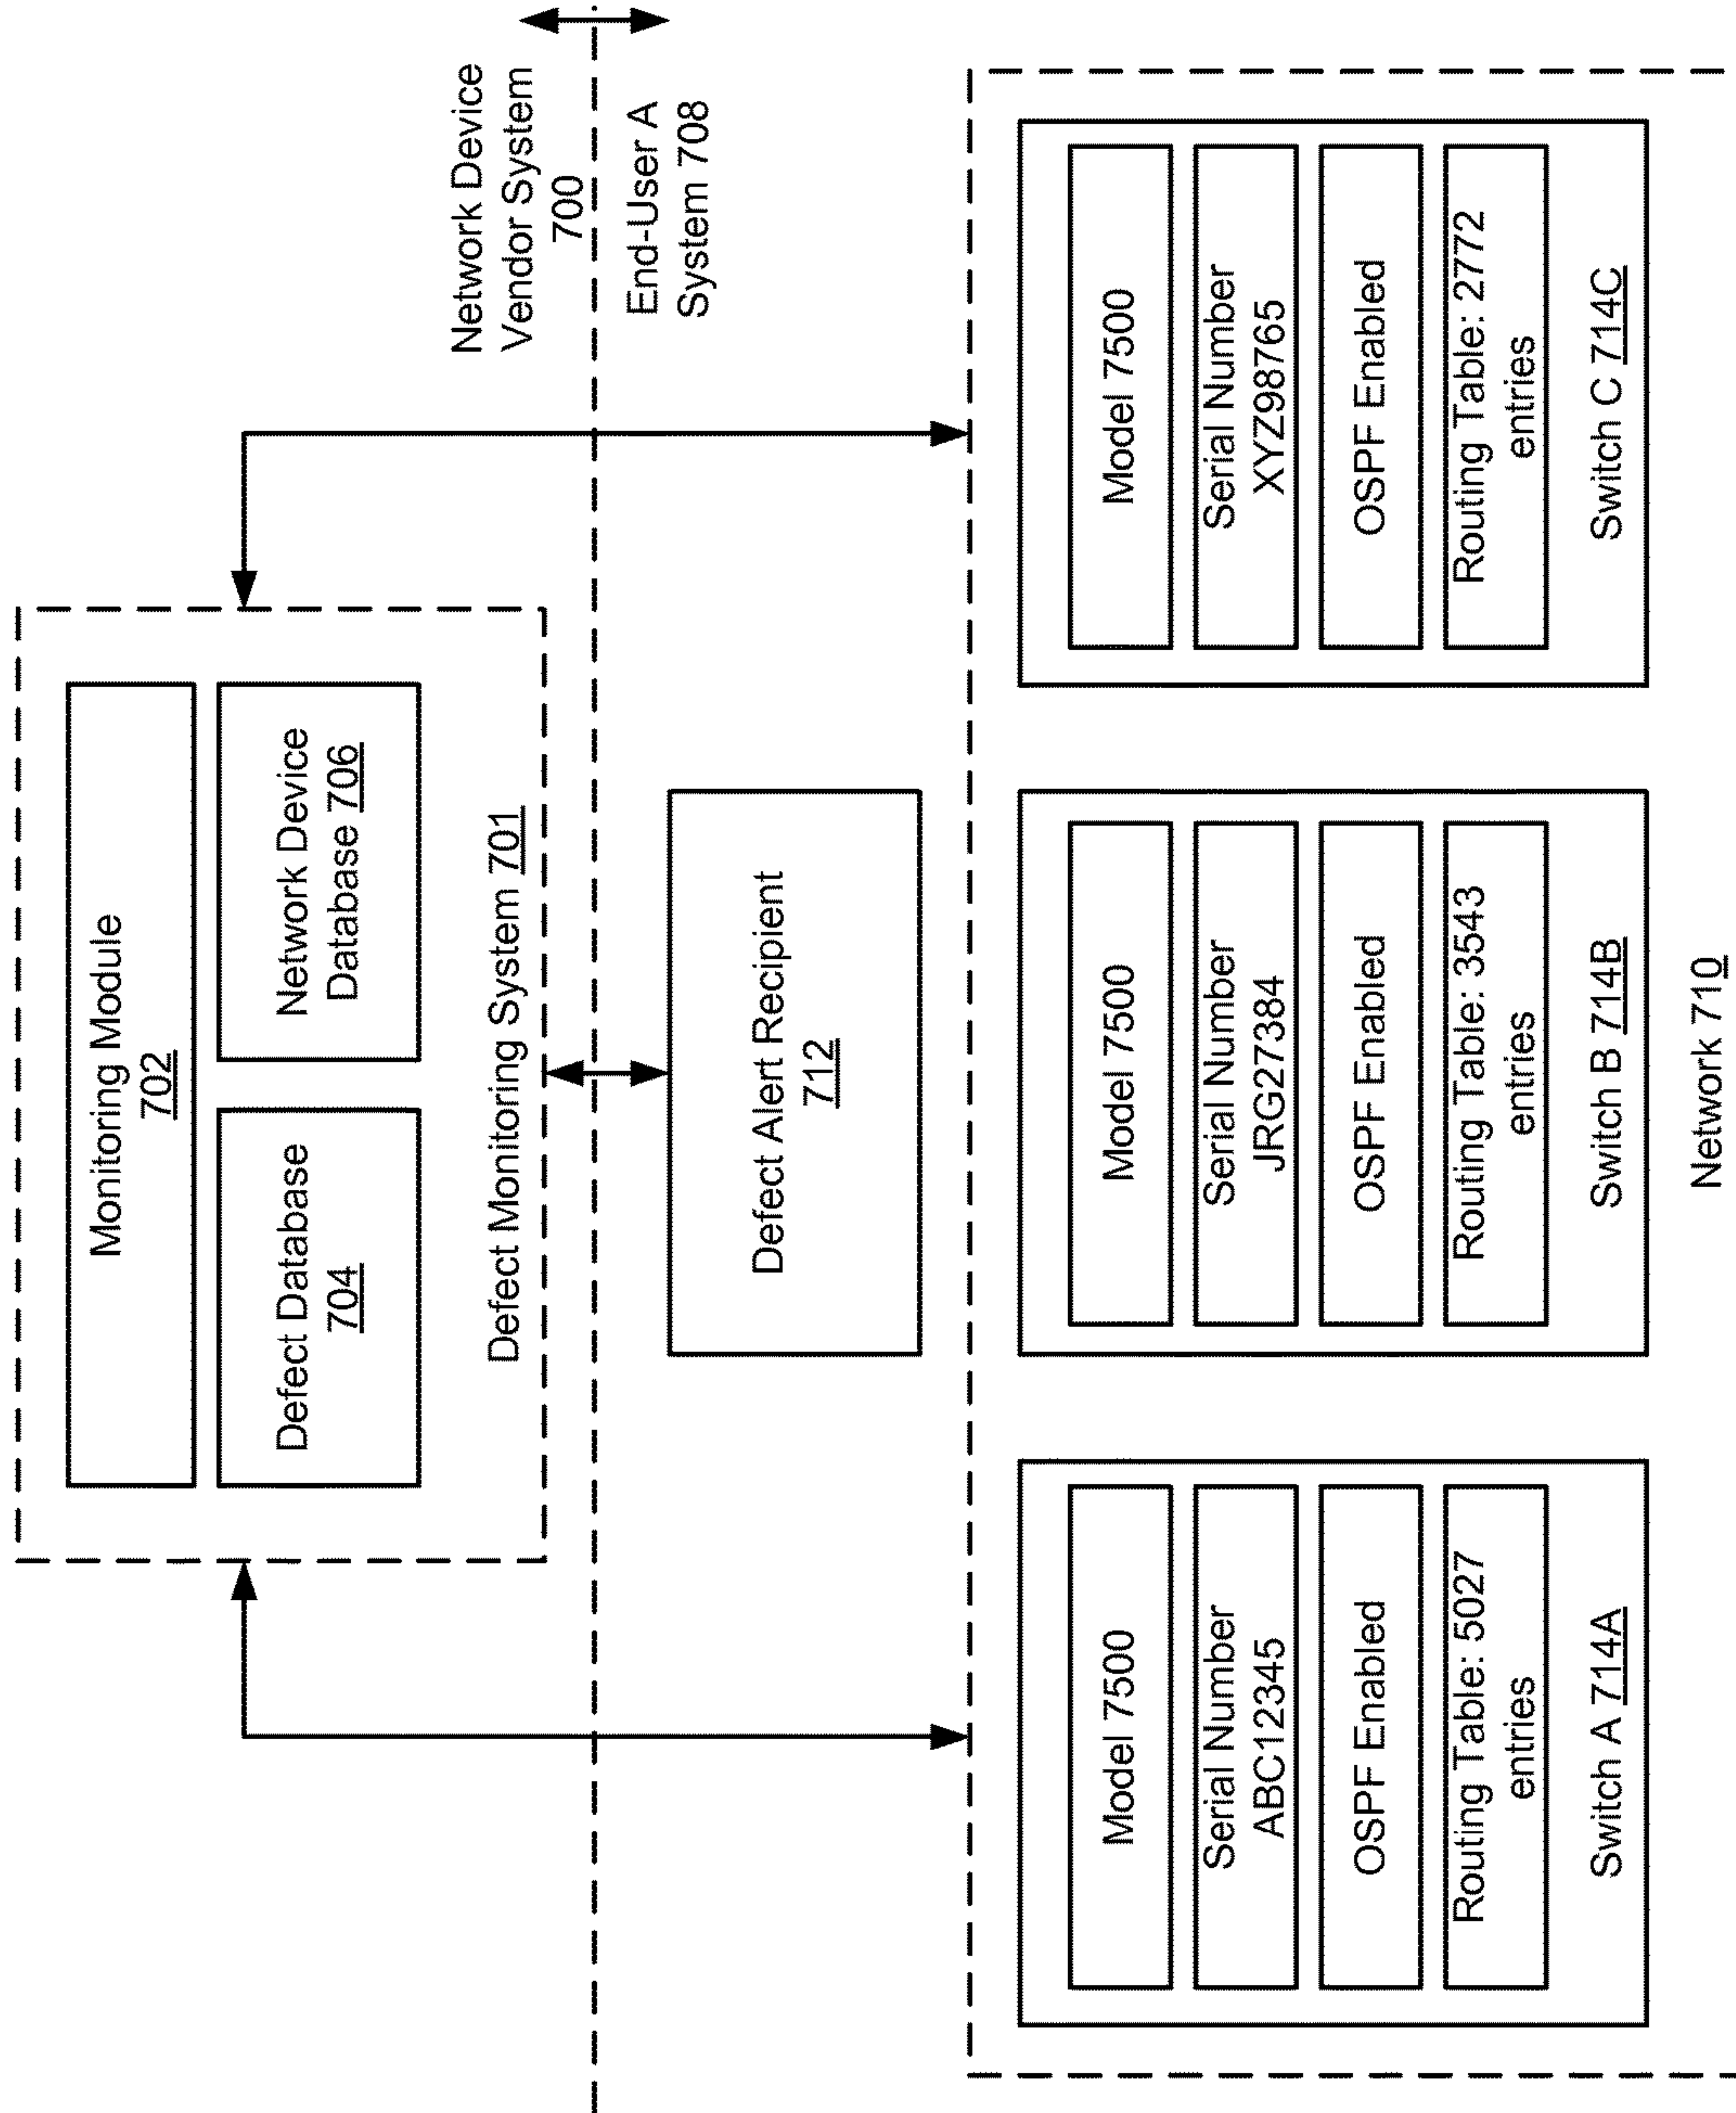 Monitoring Module
702
Defect Database
704
Network Device
Database 706
Defect Monitoring System 701
Network Device
Vendor System
700
End-User A
System 708
Defect Alert Recipient
712
Model 7500
Serial Number
ABC12345
OSPF Enabled
Routing Table: 5027
entries
Switch A 714A
Model 7500
Serial Number
JRG27384
OSPF Enabled
Routing Table: 3543
entries
Switch B 714B
Model 7500
Serial Number
XYZ98765
OSPF Enabled
Routing Table: 2772
entries
Switch C 714C
Network 710